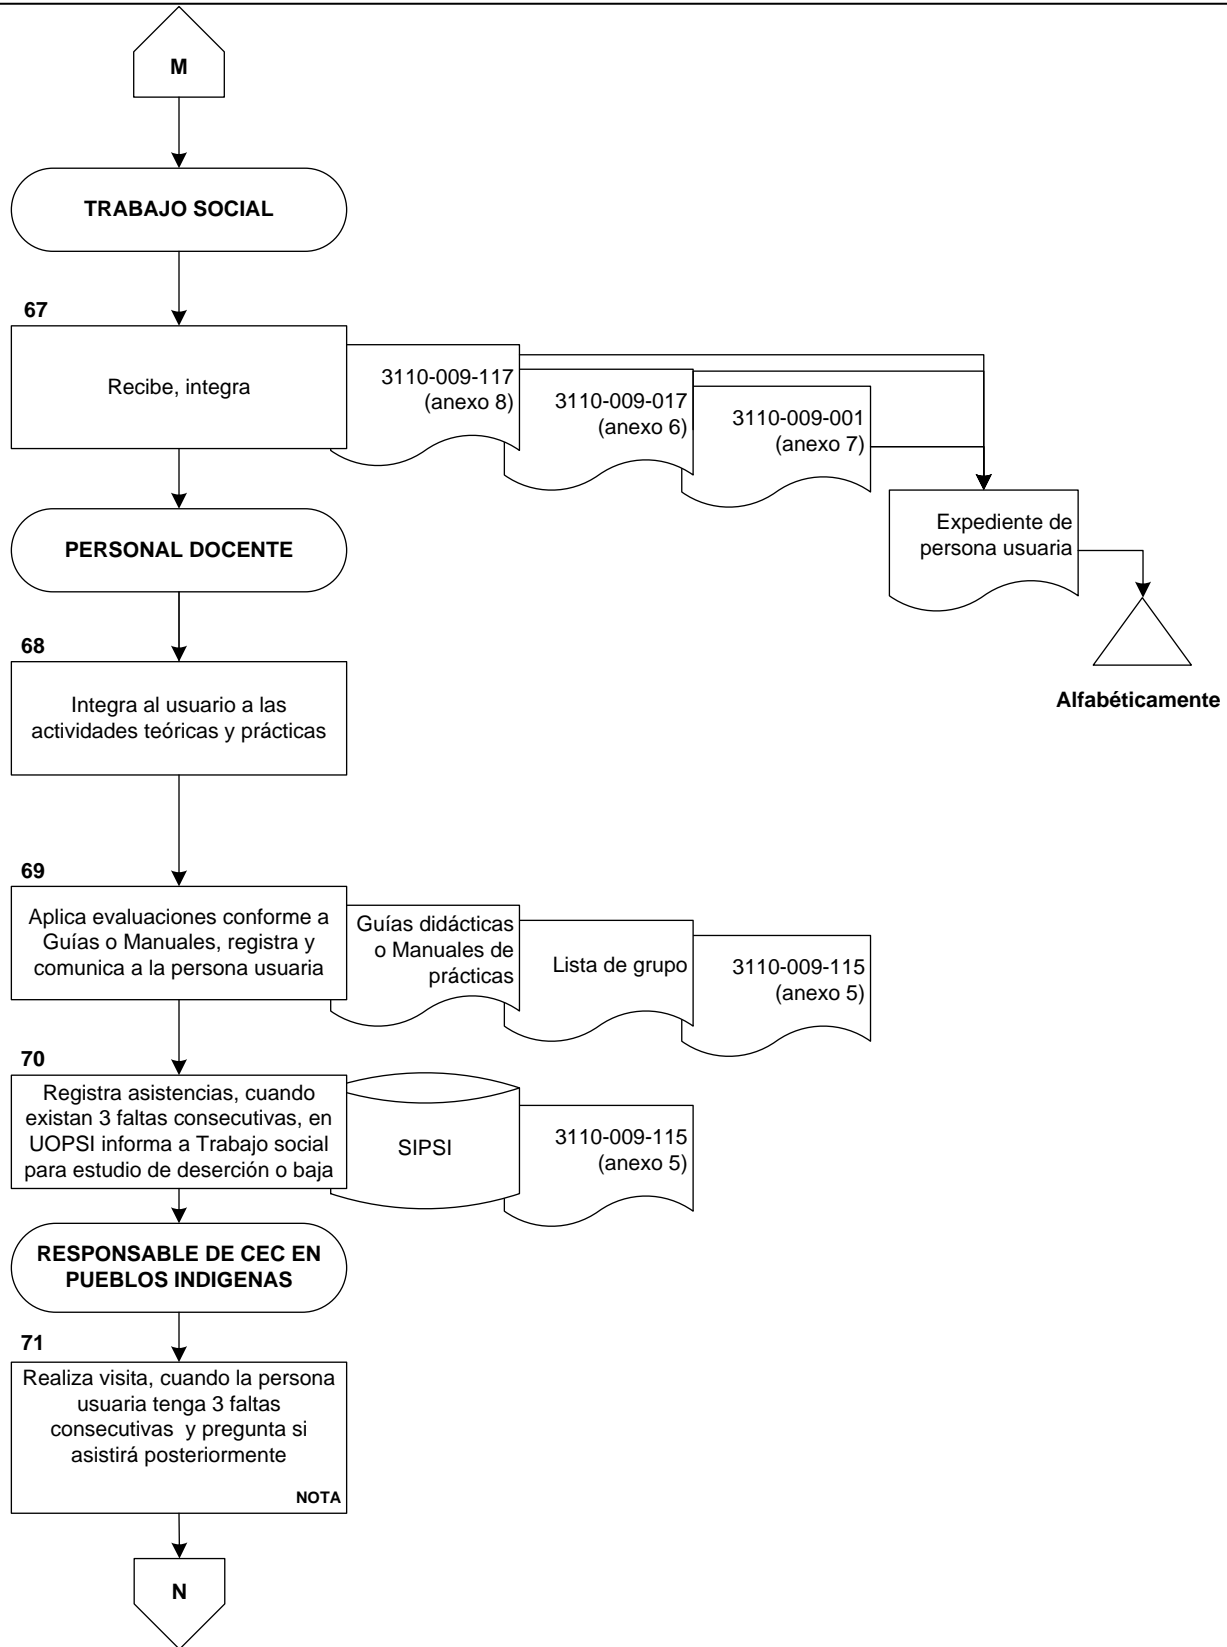 M
TRABAJO SOCIAL
67
Recibe, integra
3110-009-117
(anexo 8)
3110-009-017
(anexo 6)
3110-009-001
(anexo 7)
Expediente de
persona usuaria
Alfabéticamente
PERSONAL DOCENTE
68
Integra al usuario a las
actividades teóricas y prácticas
69
Aplica evaluaciones conforme a
Guías o Manuales, registra y
comunica a la persona usuaria
Guías didácticas
o Manuales de
prácticas
Lista de grupo
3110-009-115
(anexo 5)
70
Registra asistencias, cuando
existan 3 faltas consecutivas, en
UOPSI informa a Trabajo social
para estudio de deserción o baja
SIPSI
3110-009-115
(anexo 5)
RESPONSABLE DE CEC EN
PUEBLOS INDIGENAS
71
Realiza visita, cuando la persona
usuaria tenga 3 faltas
consecutivas  y pregunta si
asistirá posteriormente
NOTA
N